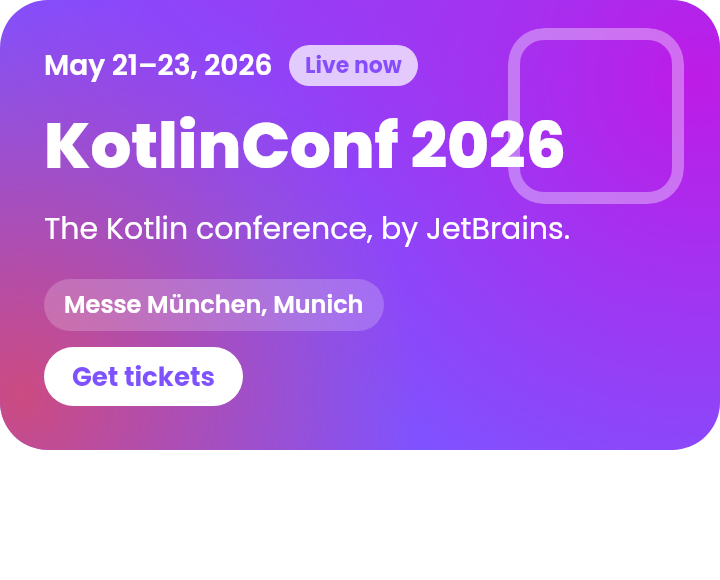 May 21–23, 2026 Live now
KotlinConf 2026
The Kotlin conference, by JetBrains.
Messe München, Munich
Get tickets